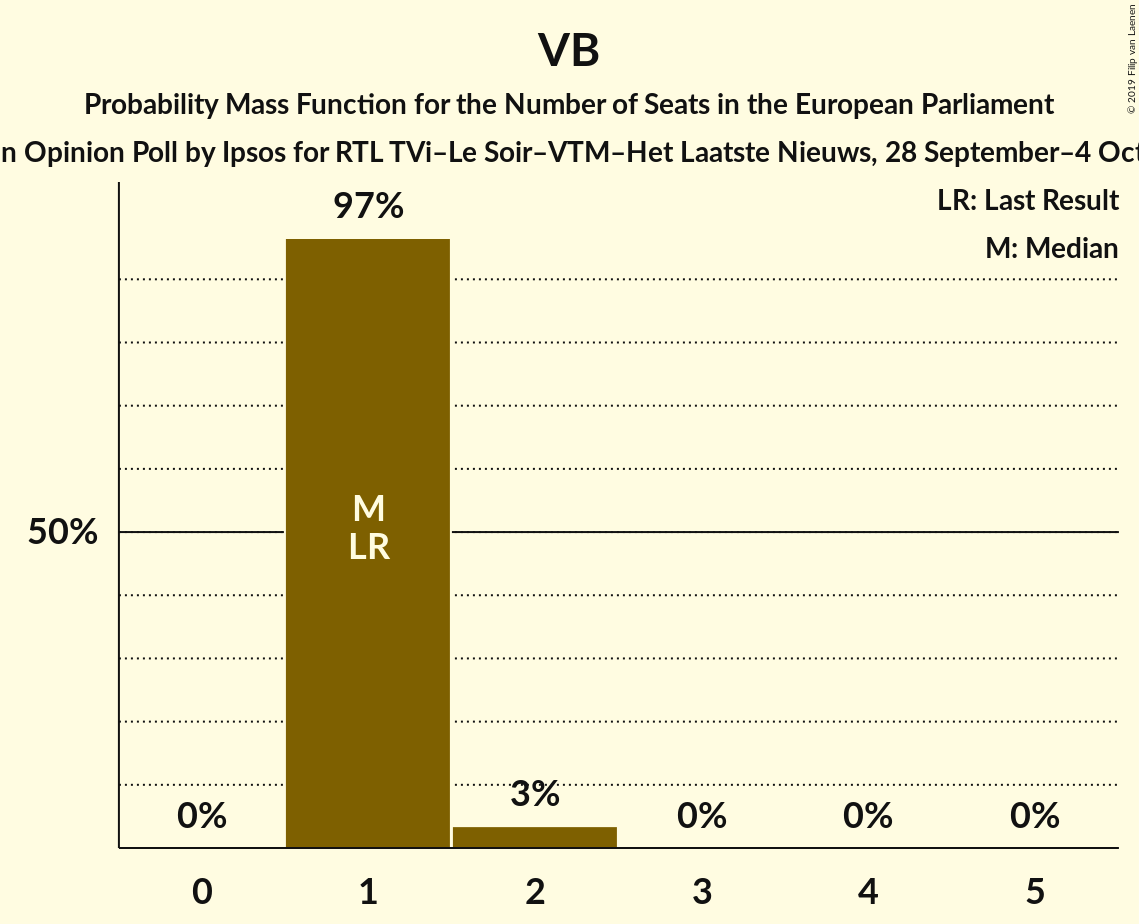 VB
Probability Mass Function for the Number of Seats in the European Parliament
n Opinion Poll by Ipsos for RTL TVi–Le Soir–VTM–Het Laatste Nieuws, 28 September–4 Oct
LR: Last Result
M: Median
97%
M
LR
50%
3%
0%
0%
0%
0%
0 1 2 3 4 5
© 2019 Filip van Laenen